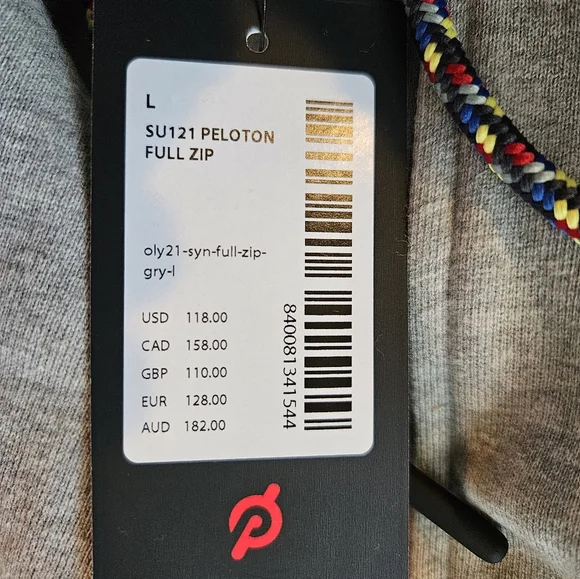 L
SU121 PELOTON
FULL ZIP
oly21-syn-full-zip-
gry-l
USD 118.00
CAD 158.00
GBP 110.00
EUR 128.00
AUD 182.00
840081341544